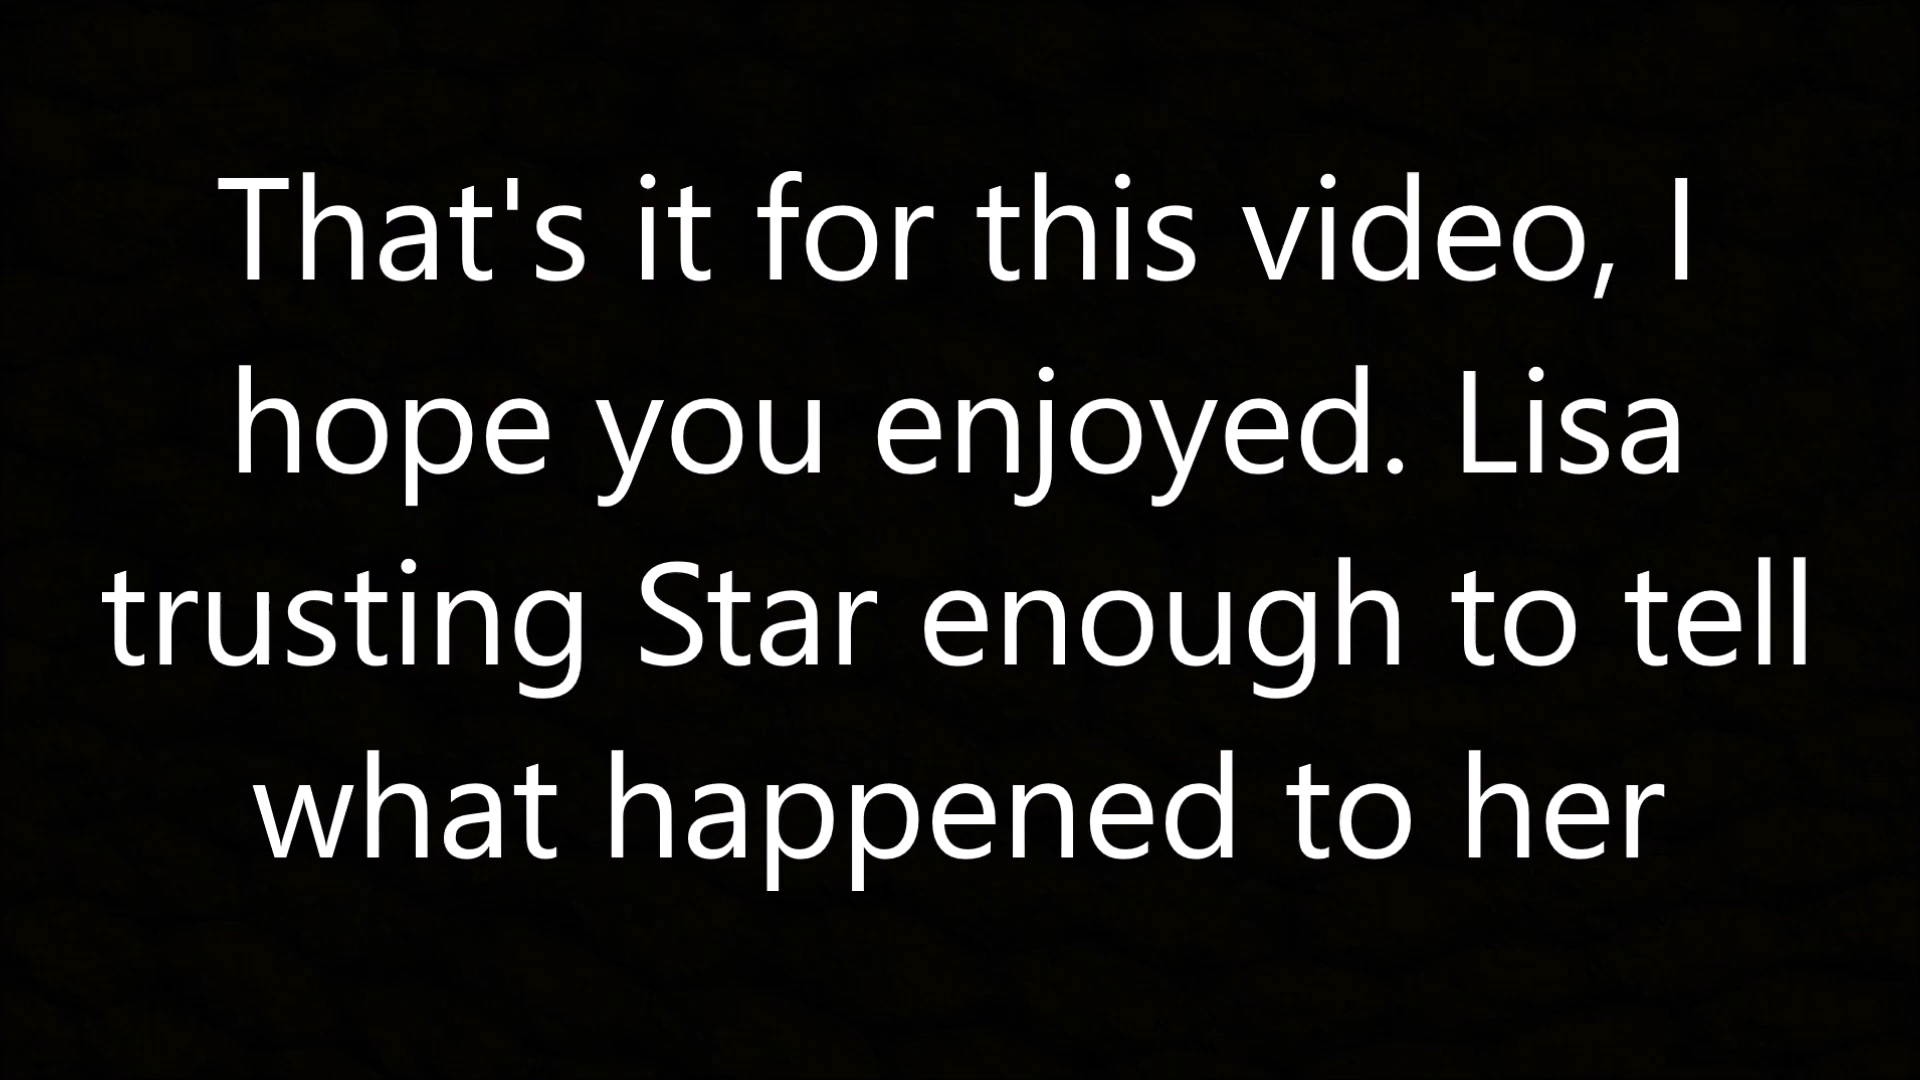 That's it for this video, I
hope you enjoyed. Lisa
trusting Star enough to tell
what happened to her